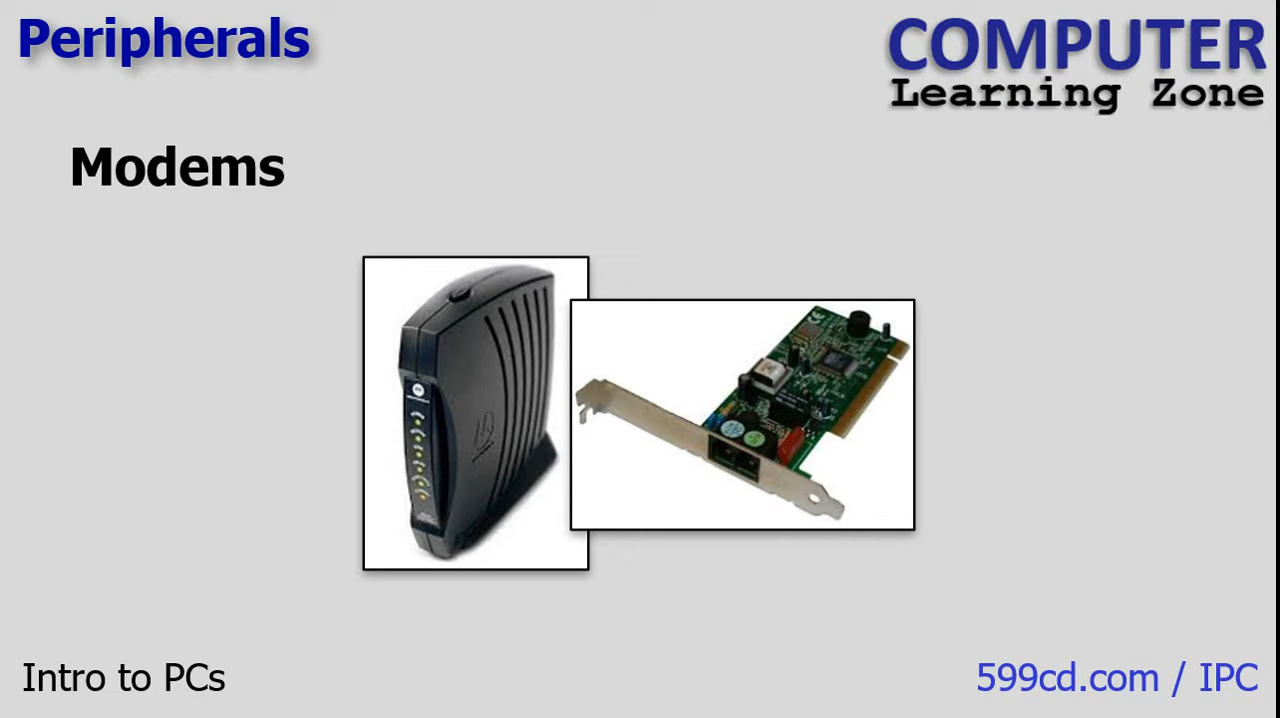 Peripherals
COMPUTER
Learning Zone
Modems
Intro to PCs
599cd.com / IPC